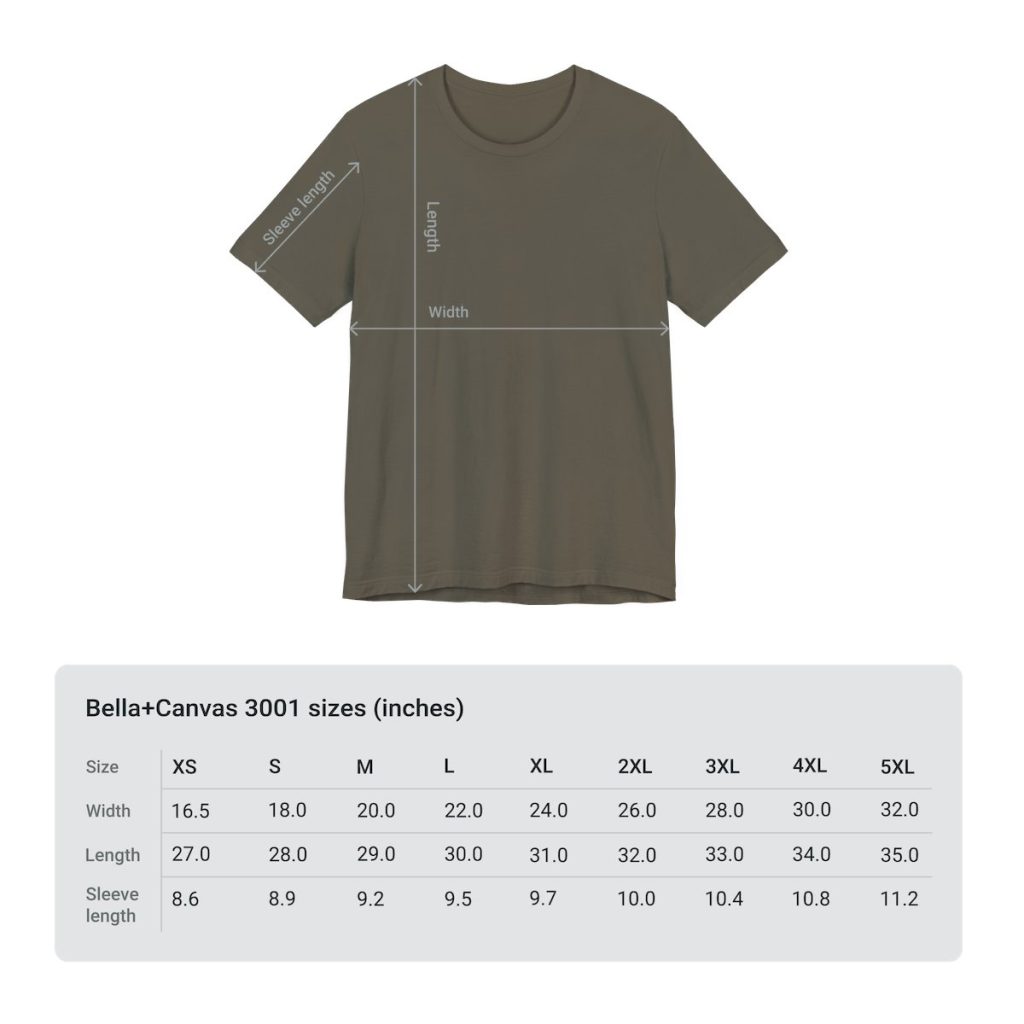 Sleeve length
Length
Width
Bella+Canvas 3001 sizes (inches)
Size XS S M L XL 2XL 3XL 4XL 5XL
Width 16.5 18.0 20.0 22.0 24.0 26.0 28.0 30.0 32.0
Length 27.0 28.0 29.0 30.0 31.0 32.0 33.0 34.0 35.0
Sleeve
length 8.6 8.9 9.2 9.5 9.7 10.0 10.4 10.8 11.2